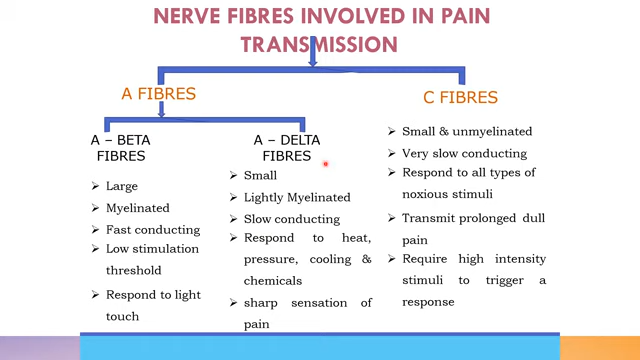 NERVE FIBRES INVOLVED IN PAIN
TRANSMISSION
A FIBRES
A – BETA
FIBRES
Large
Myelinated
Fast conducting
Low stimulation
threshold
Respond to light
touch
A – DELTA
FIBRES
Small
Lightly Myelinated
Slow conducting
Respond to heat,
pressure, cooling &
chemicals
sharp sensation of
pain
C FIBRES
Small & unmyelinated
Very slow conducting
Respond to all types of
noxious stimuli
Transmit prolonged dull
pain
Require high intensity
stimuli to trigger a
response